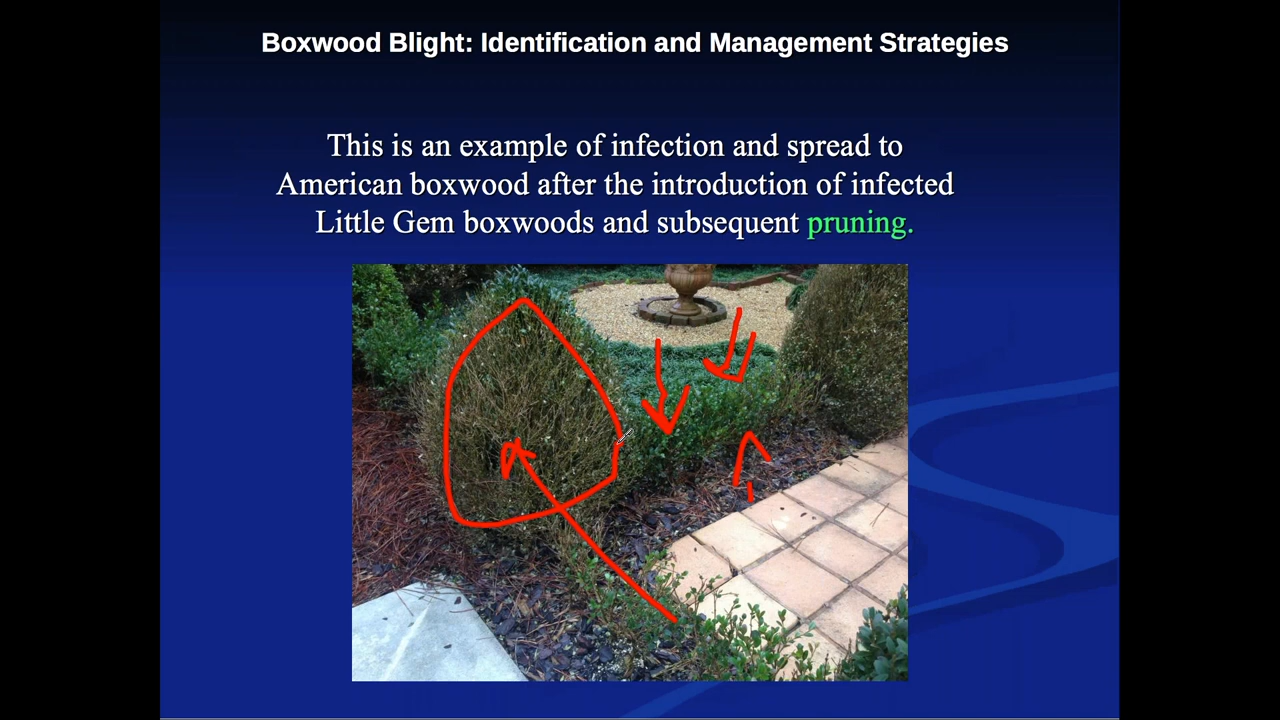 Boxwood Blight: Identification and Management Strategies
This is an example of infection and spread to
American boxwood after the introduction of infected
Little Gem boxwoods and subsequent pruning.